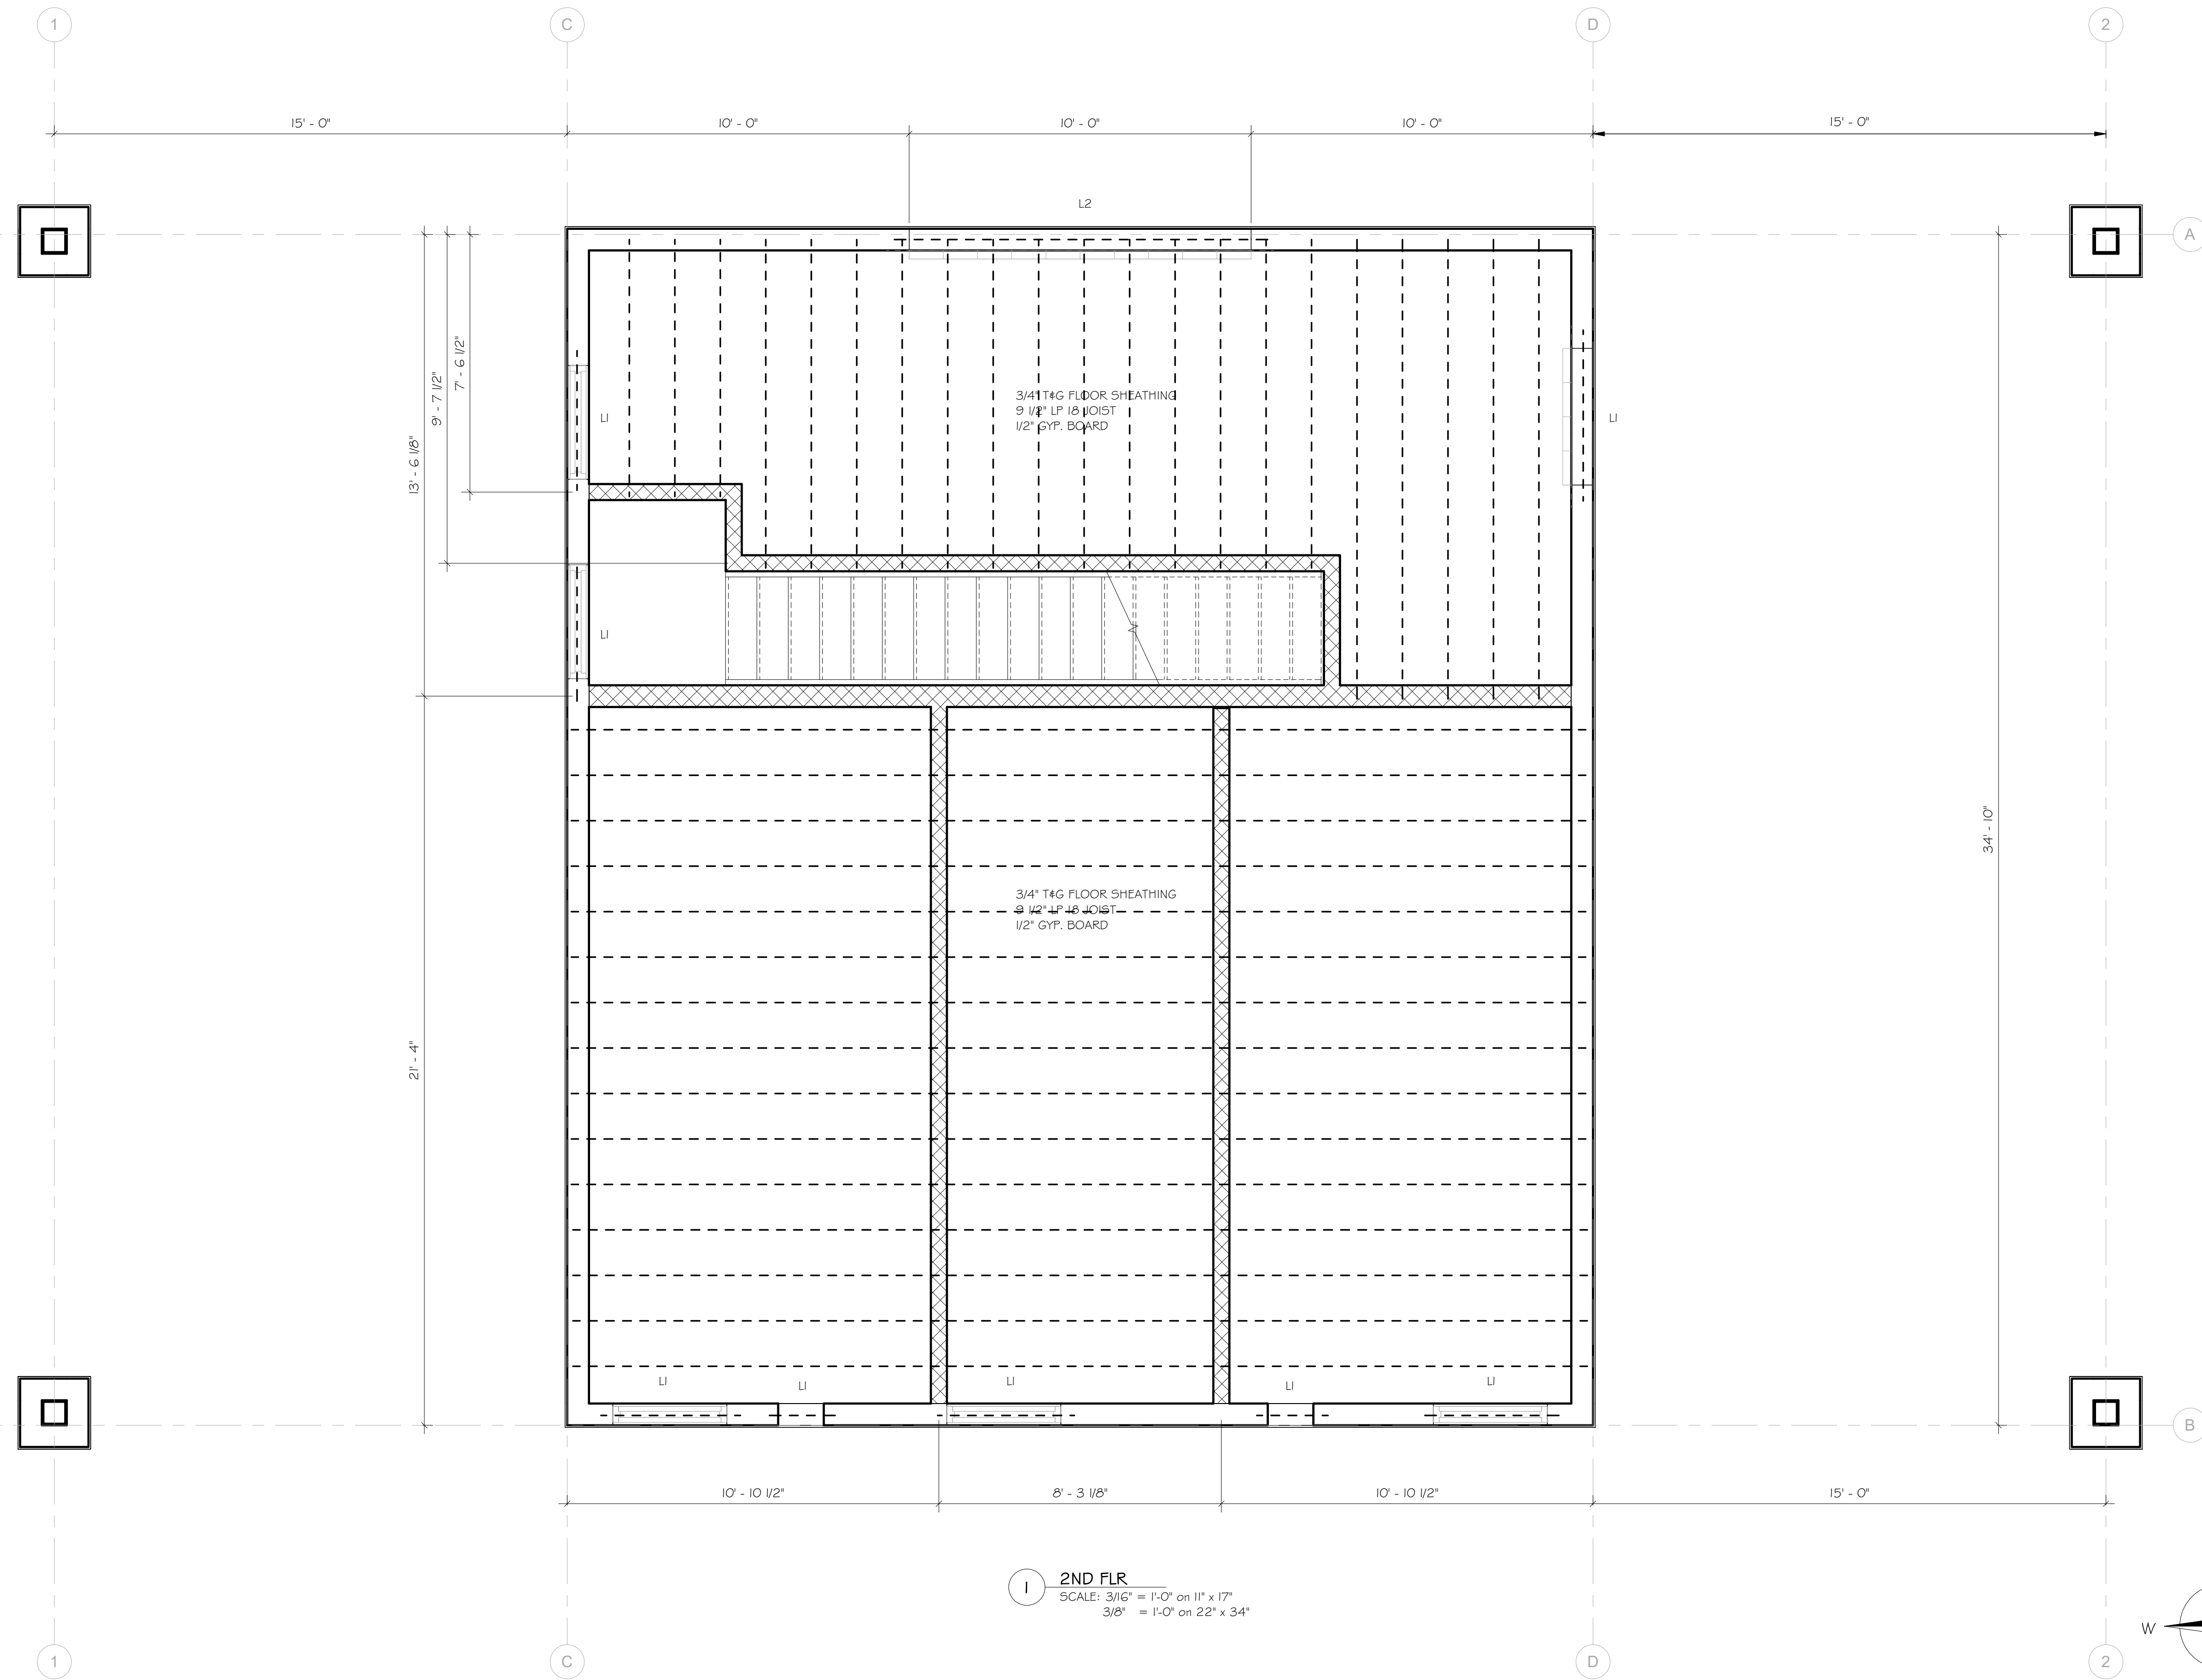 1
C
D
2
15' - 0"
10' - 0"
10' - 0"
10' - 0"
15' - 0"
L2
A
7' - 6 1/2"
9' - 7 1/2"
13' - 6 1/8"
3/4" T&G FLOOR SHEATHING
9 1/2" LP 18 JOIST
1/2" GYP. BOARD
L1
L1
L1
34' - 10"
3/4" T&G FLOOR SHEATHING
9 1/2" LP 18 JOIST
1/2" GYP. BOARD
21' - 4"
L1
L1
L1
L1
L1
B
10' - 10 1/2"
8' - 3 1/8"
10' - 10 1/2"
15' - 0"
1
2ND FLR
SCALE: 3/16" = 1'-0" on 11" x 17"
3/8" = 1'-0" on 22" x 34"
W
1
C
D
2